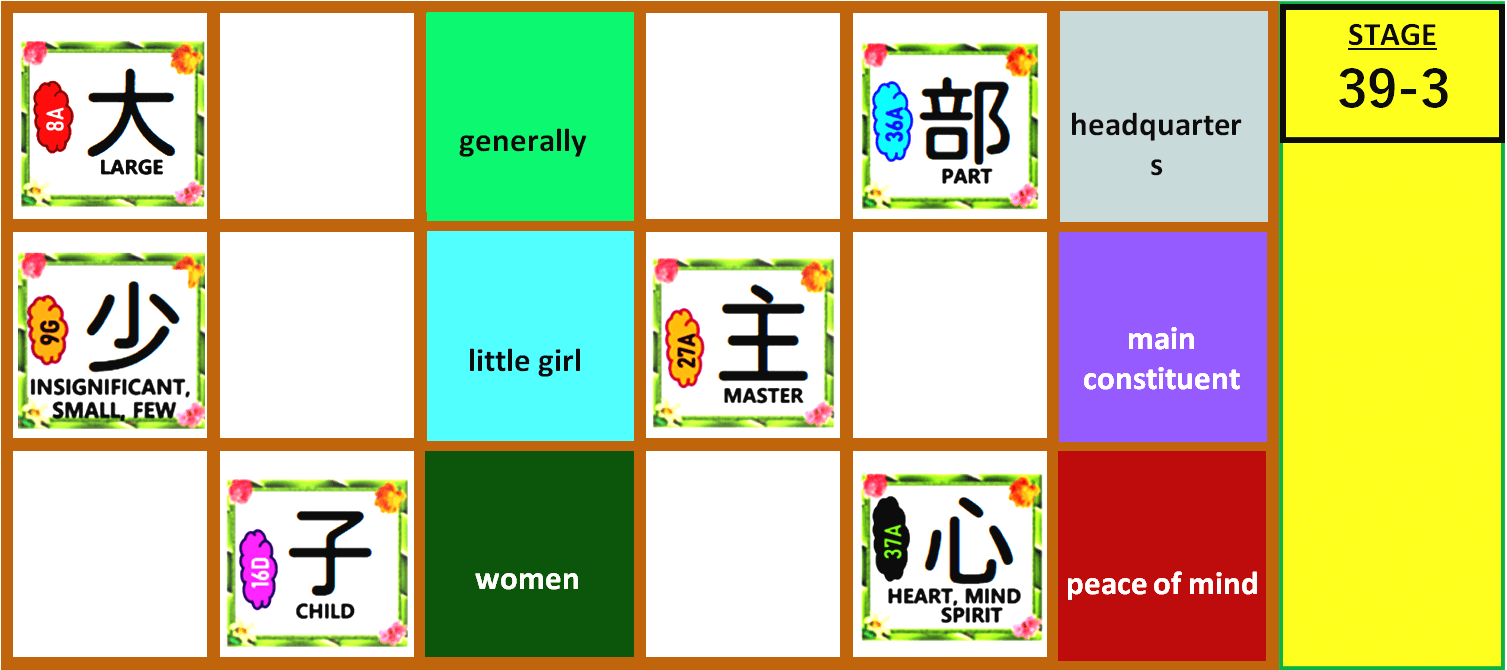 8A
大
LARGE
generally
36A
部
PART
headquarter
s
STAGE
39-3
9G
少
INSIGNIFICANT,
SMALL, FEW
little girl
27A
主
MASTER
main
constituent
16D
子
CHILD
women
37A
心
HEART, MIND
SPIRIT
peace of mind